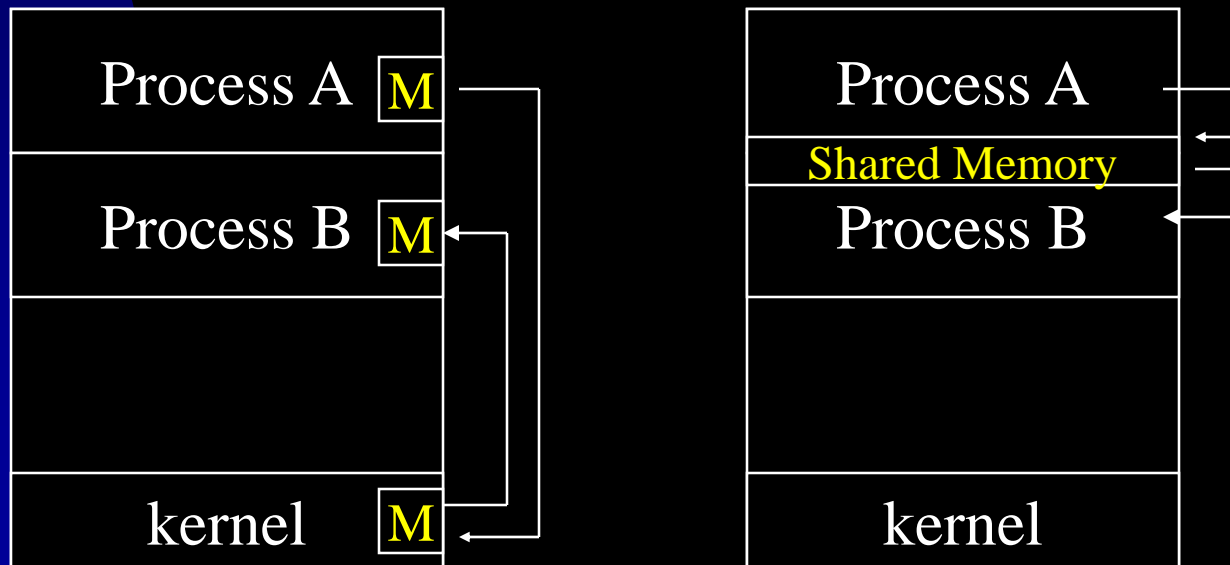 Process A M
Process B M
kernel M
Process A
Shared Memory
Process B
kernel